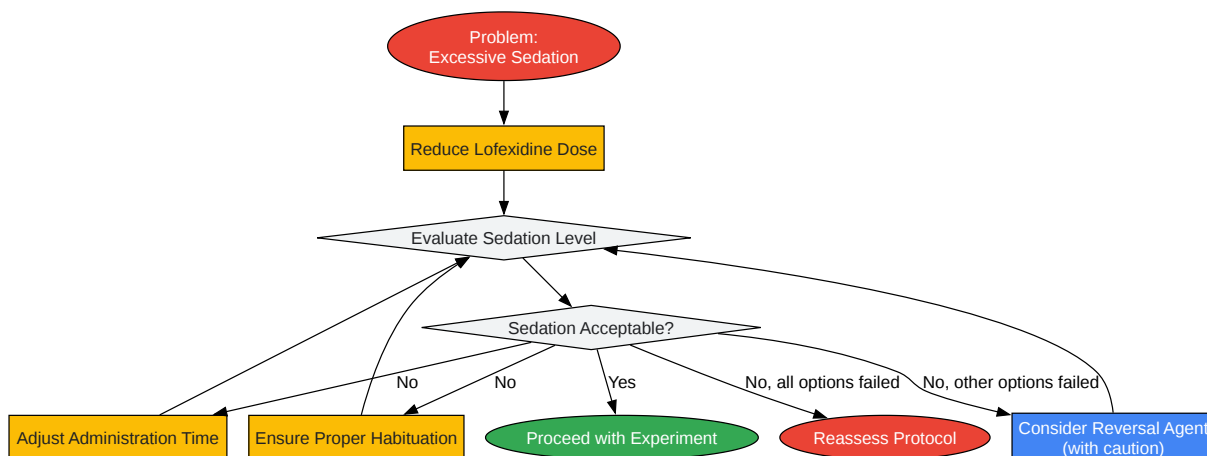 Problem:
Excessive Sedation
Reduce Lofexidine Dose
Evaluate Sedation Level
Sedation Acceptable?
No
No
Yes
No, all options failed
No, other options failed
Adjust Administration Time
Ensure Proper Habituation
Proceed with Experiment
Reassess Protocol
Consider Reversal Agent
(with caution)